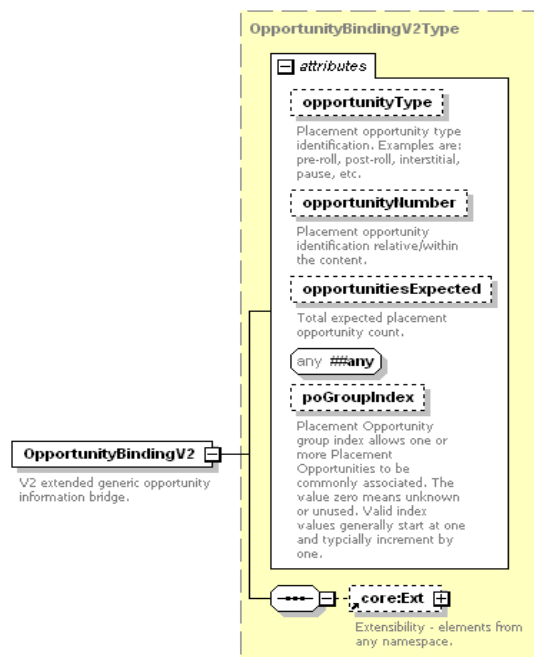 OpportunityBindingV2Type
attributes
opportunityType
Placement opportunity type
identification. Examples are:
pre-roll, post-roll, interstitial,
pause, etc.
opportunityNumber
Placement opportunity
identification relative/within
the content.
opportunitiesExpected
Total expected placement
opportunity count.
any ##any
poGroupIndex
Placement Opportunity
group index allows one or
more Placement
Opportunities to be
commonly associated. The
value zero means unknown
or unused. Valid index
values generally start at one
and typcially increment by
one.
OpportunityBindingV2
V2 extended generic opportunity
information bridge.
core:Ext
Extensibility - elements from
any namespace.